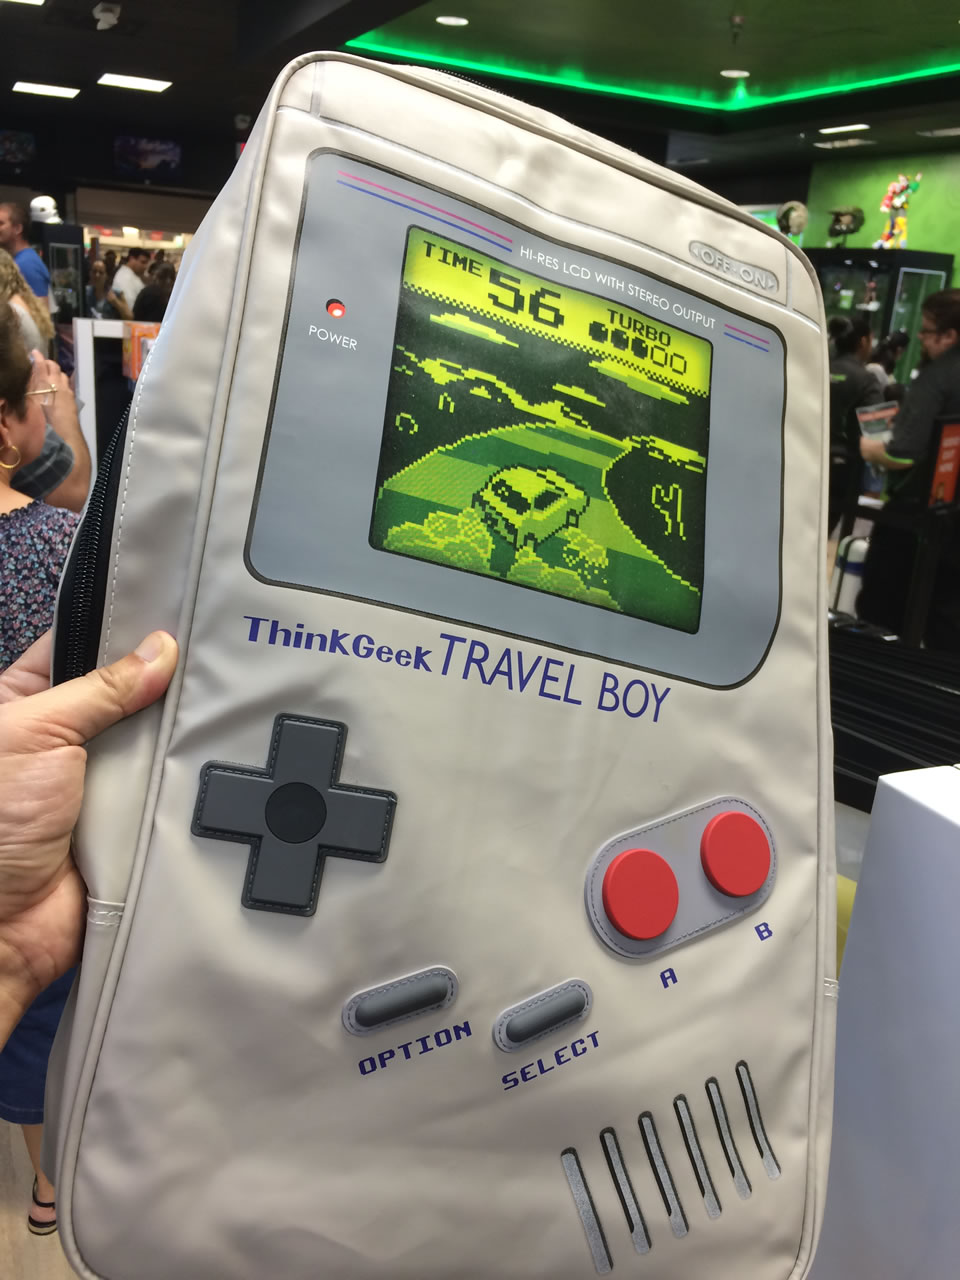 OFF•ON
HI-RES LCD WITH STEREO OUTPUT
POWER
TIME 56
TURBO
ThinkGeek TRAVEL BOY
B
A
OPTION
SELECT